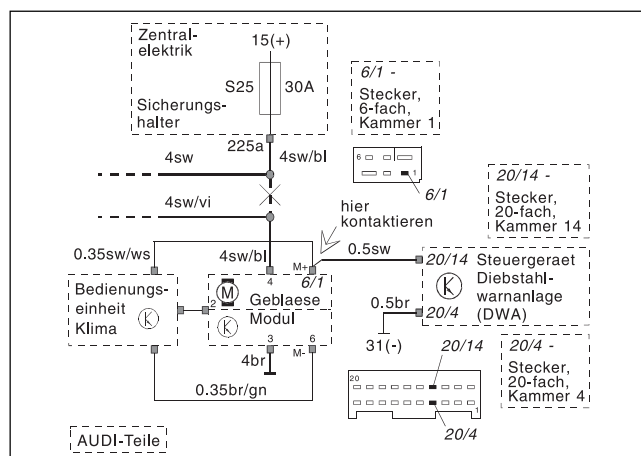 Zentral-
elektrik
15(+)
S25
30A
Sicherungs-
halter
225a
4sw
4sw/bl
4sw/vi
6/1 -
Stecker,
6-fach,
Kammer 1
6
1
6/1
hier
kontaktieren
20/14 -
Stecker,
20-fach,
Kammer 14
0.35sw/ws
4sw/bl
4
M+
6/1
0.5sw
20/14
Steuergeraet
Diebstahl-
warnanlage
(DWA)
20/4
Bedienungs-
einheit
Klima
K
2
M
Geblaese
Modul
K
K
0.5br
31(-)
3
6
M-
4br
0.35br/gn
20/14
20
1
20/4
20/4 -
Stecker,
20-fach,
Kammer 4
AUDI-Teile